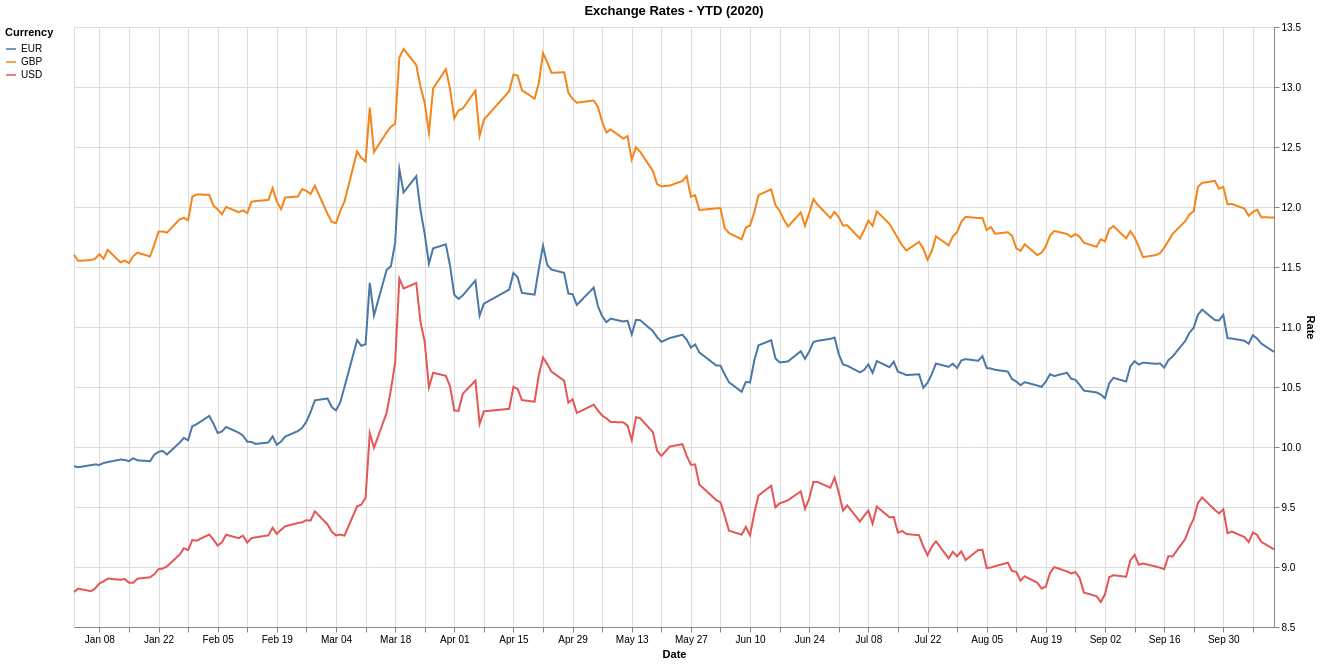 Exchange Rates - YTD (2020)
Currency
EUR
GBP
USD
13.5
13.0
12.5
12.0
11.5
11.0
10.5
10.0
9.5
9.0
8.5
Rate
Jan 08 Jan 22 Feb 05 Feb 19 Mar 04 Mar 18 Apr 01 Apr 15 Apr 29 May 13 May 27 Jun 10 Jun 24 Jul 08 Jul 22 Aug 05 Aug 19 Sep 02 Sep 16 Sep 30
Date